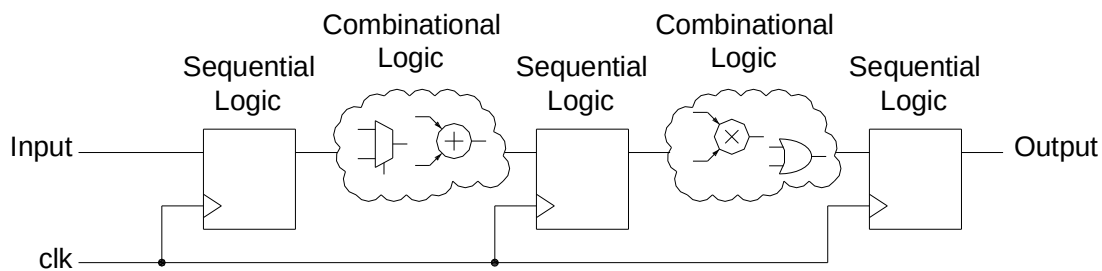 Combinational
Logic
Combinational
Logic
Sequential
Logic
Sequential
Logic
Sequential
Logic
Input
Output
clk